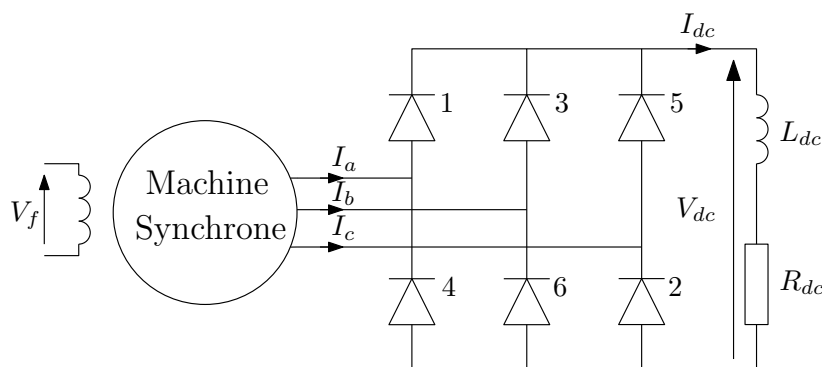 I_dc
1
3
5
L_dc
I_a
Machine
I_b
V_f
V_dc
Synchrone
I_c
R_dc
4
6
2